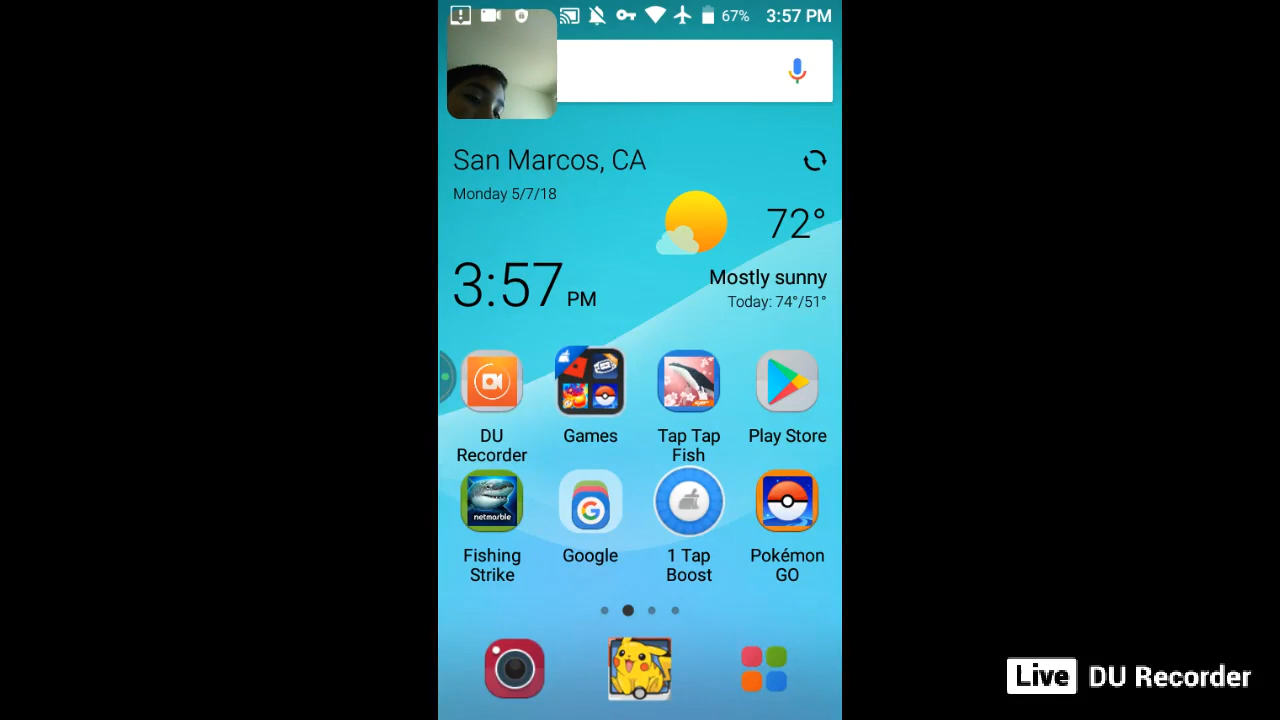 67% 3:57 PM
San Marcos, CA
Monday 5/7/18
72°
3:57 PM
Mostly sunny
Today: 74°/51°
DU Recorder
Games
Tap Tap Fish
Play Store
netmarble
Fishing Strike
G
Google
1 Tap Boost
Pokémon GO
Live DU Recorder